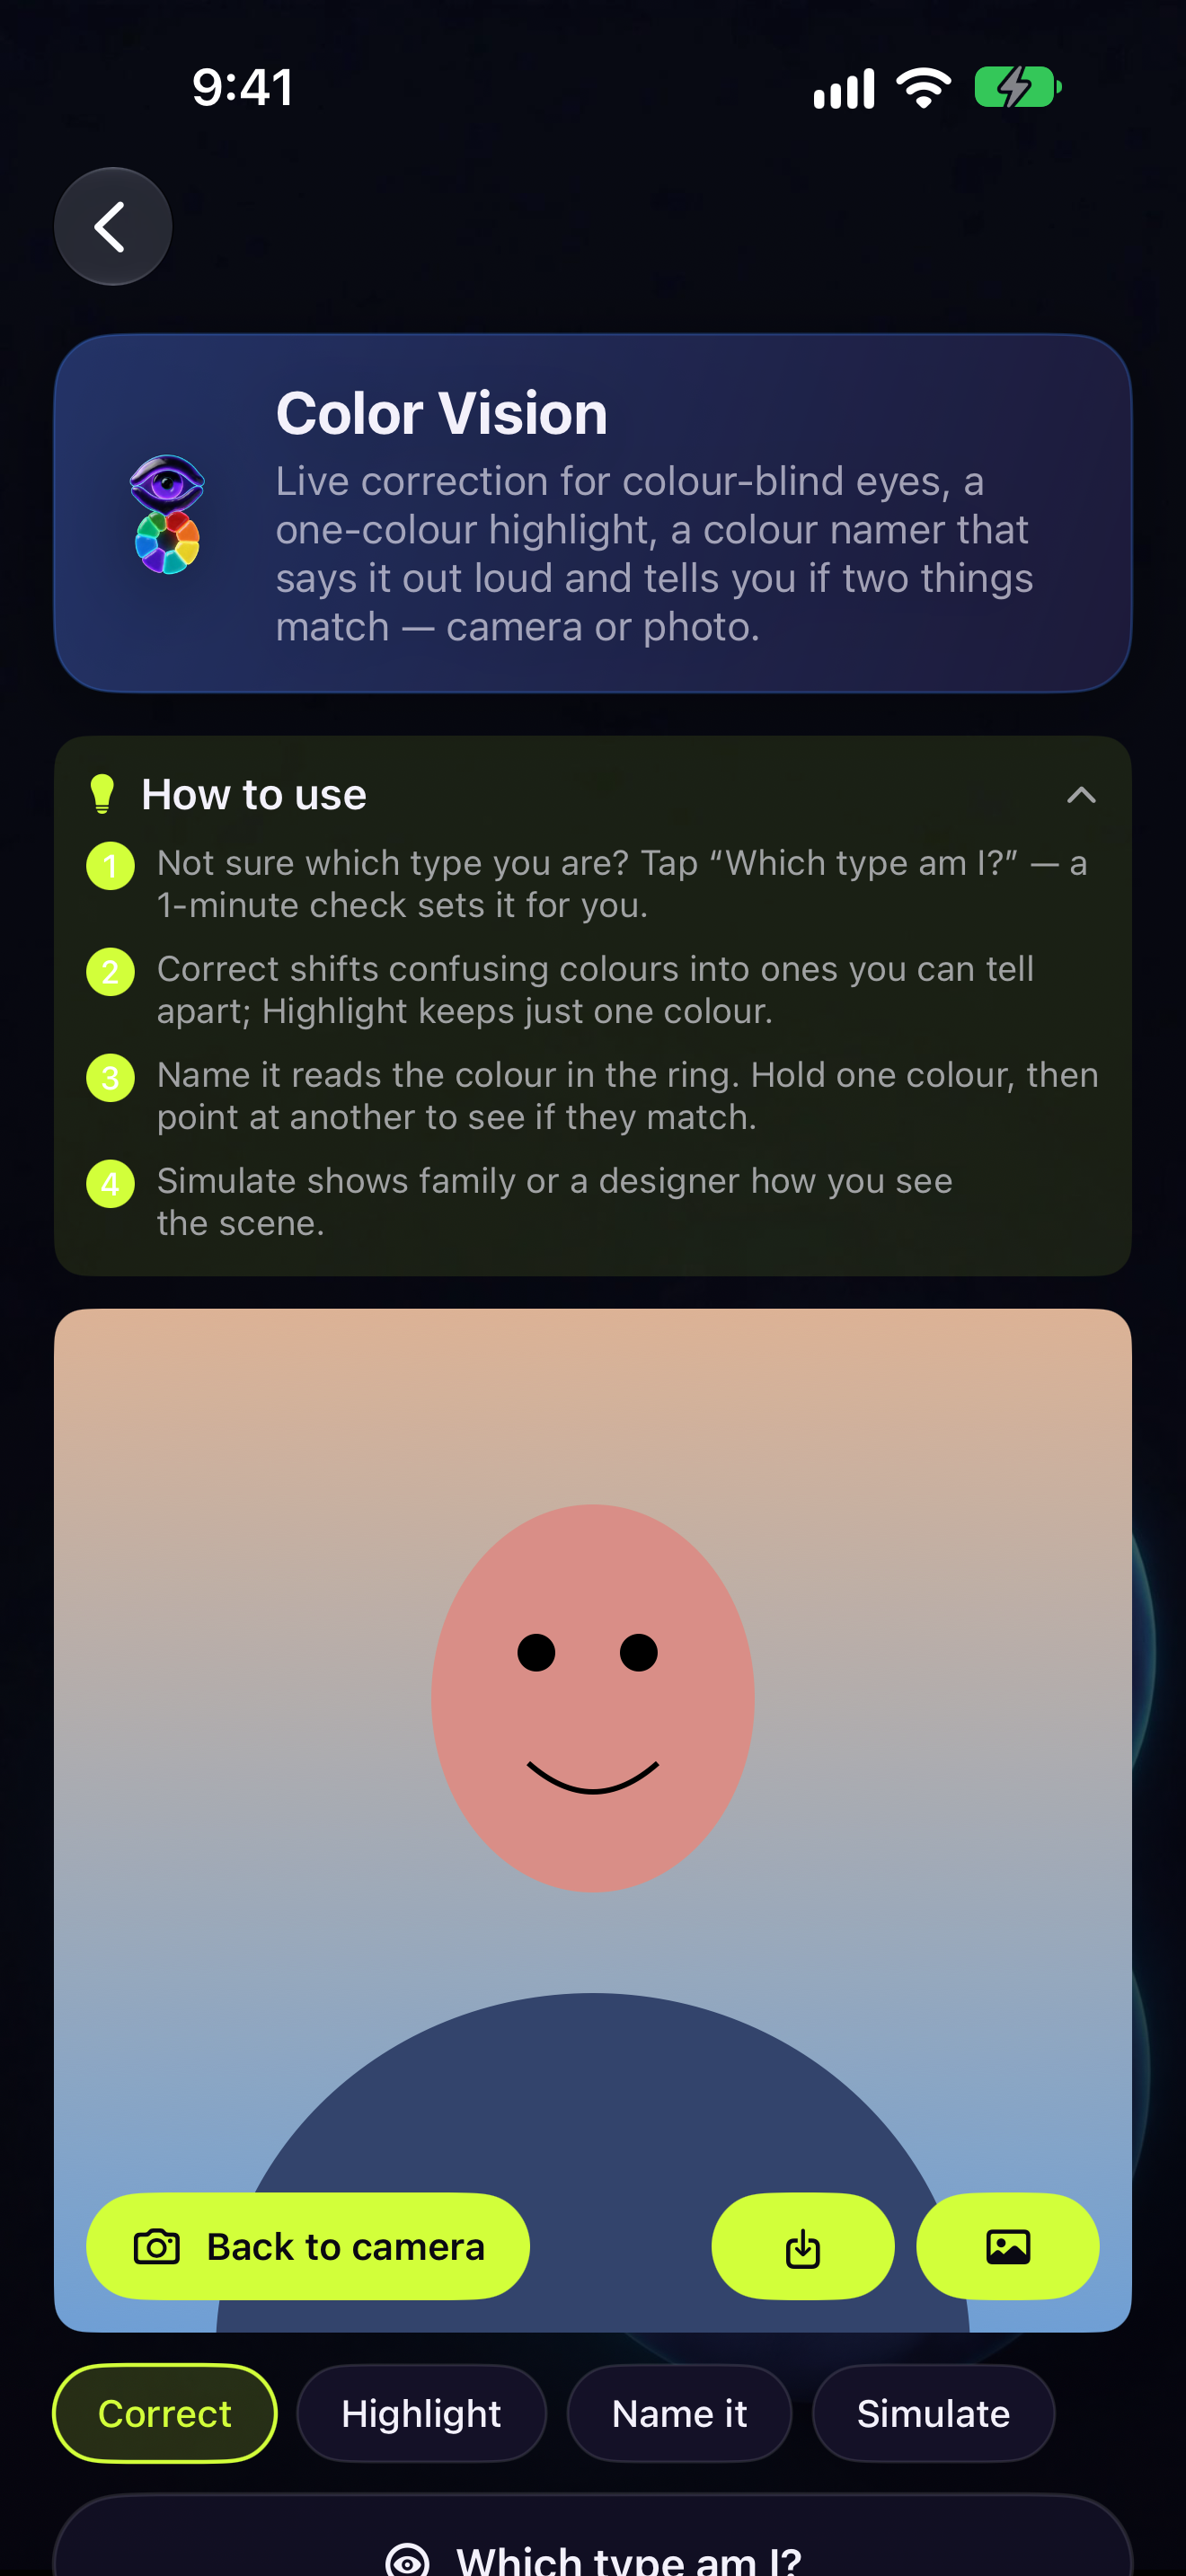 9:41
Color Vision
Live correction for colour-blind eyes, a
one-colour highlight, a colour namer that
says it out loud and tells you if two things
match — camera or photo.
How to use
1 Not sure which type you are? Tap “Which type am I?” — a
1-minute check sets it for you.
2 Correct shifts confusing colours into ones you can tell
apart; Highlight keeps just one colour.
3 Name it reads the colour in the ring. Hold one colour, then
point at another to see if they match.
4 Simulate shows family or a designer how you see
the scene.
Back to camera
Correct Highlight Name it Simulate
Which type am I?